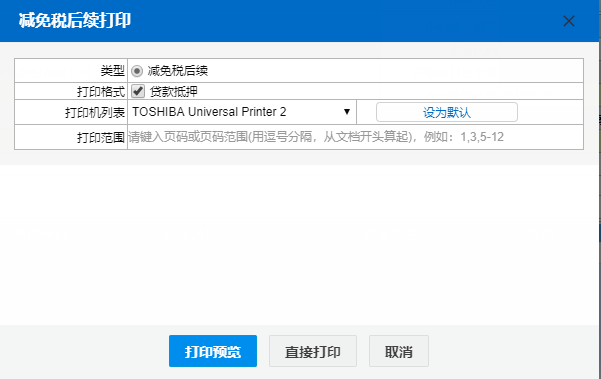 减免税后续打印
类型 减免税后续
打印格式 贷款抵押
打印机列表 TOSHIBA Universal Printer 2 设为默认
打印范围 请键入页码或页码范围(用逗号分隔，从文档开头算起)，例如：1,3,5-12
打印预览 直接打印 取消